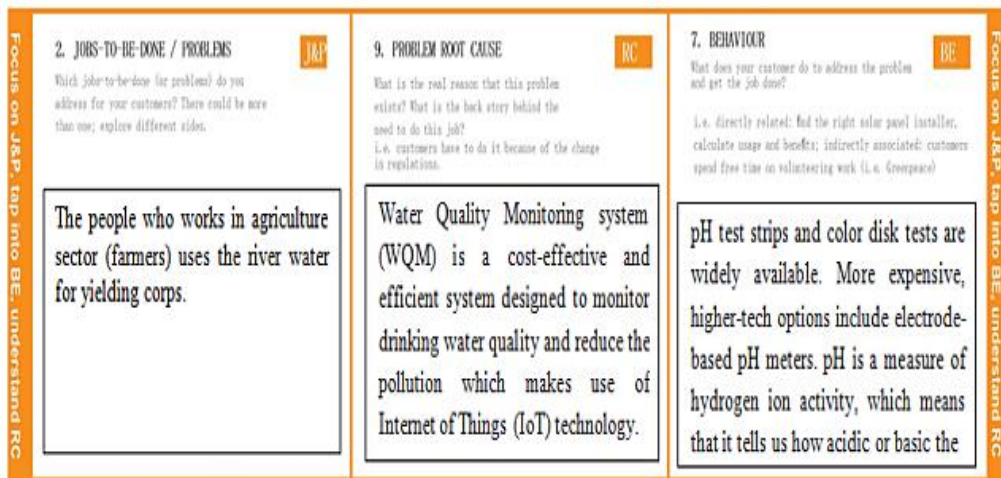 Focus on J&P, tap into BE, understand RC
2. JOBS-TO-BE-DONE / PROBLEMS
J&P
Which jobs-to-be-done (or problems) do you
address for your customers? There could be more
than one; explore different sides.
The people who works in agriculture
sector (farmers) uses the river water
for yielding corps.
9. PROBLEM ROOT CAUSE
RC
What is the real reason that this problem
exists? What is the back story behind the
need to do this job?
i.e. customers have to do it because of the change
in regulations.
Water Quality Monitoring system
(WQM) is a cost-effective and
efficient system designed to monitor
drinking water quality and reduce the
pollution which makes use of
Internet of Things (IoT) technology.
7. BEHAVIOUR
BE
What does your customer do to address the problem
and get the job done?
i.e. directly related: find the right solar panel installer,
calculate usage and benefits; indirectly associated: customers
spend free time on volunteering work (i.e. Greenpeace)
pH test strips and color disk tests are
widely available. More expensive,
higher-tech options include electrode-
based pH meters. pH is a measure of
hydrogen ion activity, which means
that it tells us how acidic or basic the
Focus on J&P, tap into BE, understand RC